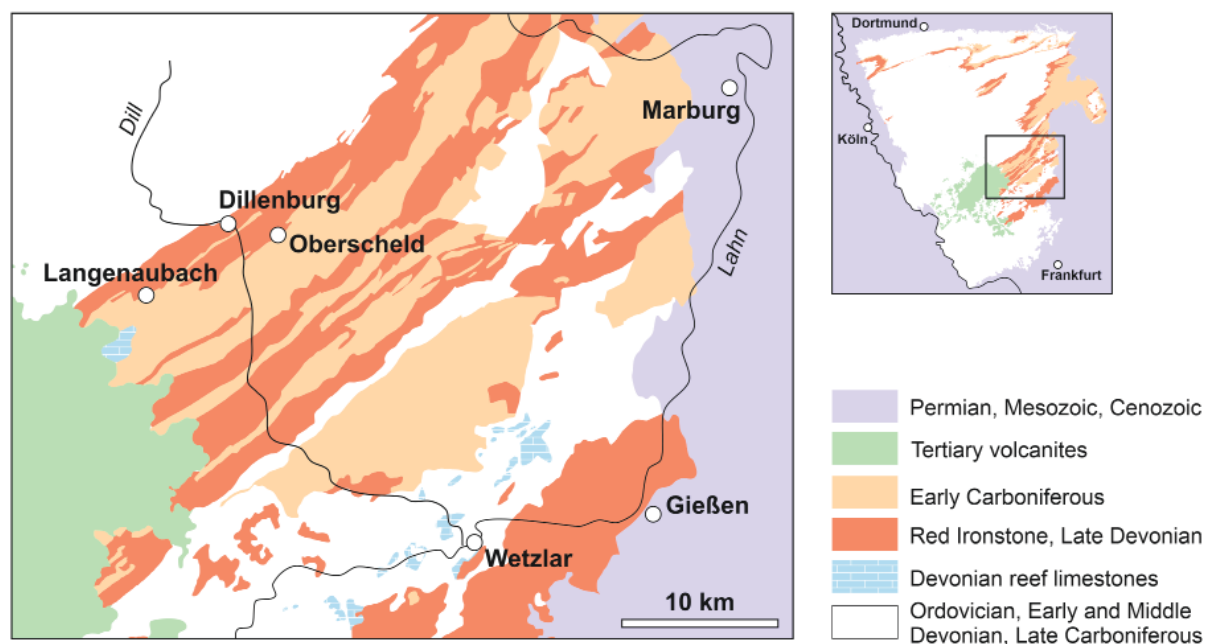 Dill
Marburg
Dillenburg
Oberscheld
Langenaubach
Lahn
Gießen
Wetzlar
10 km
Dortmund
Köln
Frankfurt
Permian, Mesozoic, Cenozoic
Tertiary volcanites
Early Carboniferous
Red Ironstone, Late Devonian
Devonian reef limestones
Ordovician, Early and Middle
Devonian, Late Carboniferous